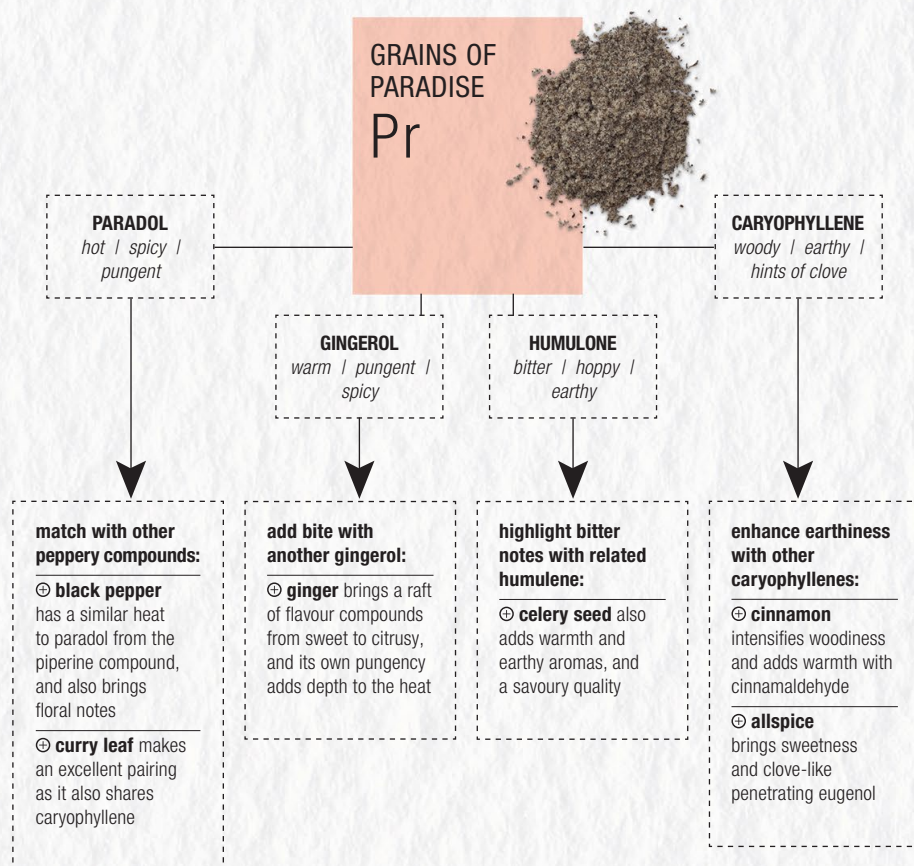 GRAINS OF
PARADISE
Pr
PARADOL
hot | spicy |
pungent
CARYOPHYLLENE
woody | earthy |
hints of clove
GINGEROL
warm | pungent |
spicy
HUMULONE
bitter | hoppy |
earthy
match with other
peppery compounds:
⊕ black pepper
has a similar heat
to paradol from the
piperine compound,
and also brings
floral notes
⊕ curry leaf makes
an excellent pairing
as it also shares
caryophyllene
add bite with
another gingerol:
⊕ ginger brings a raft
of flavour compounds
from sweet to citrusy,
and its own pungency
adds depth to the heat
highlight bitter
notes with related
humulene:
⊕ celery seed also
adds warmth and
earthy aromas, and
a savoury quality
enhance earthiness
with other
caryophyllenes:
⊕ cinnamon
intensifies woodiness
and adds warmth with
cinnamaldehyde
⊕ allspice
brings sweetness
and clove-like
penetrating eugenol